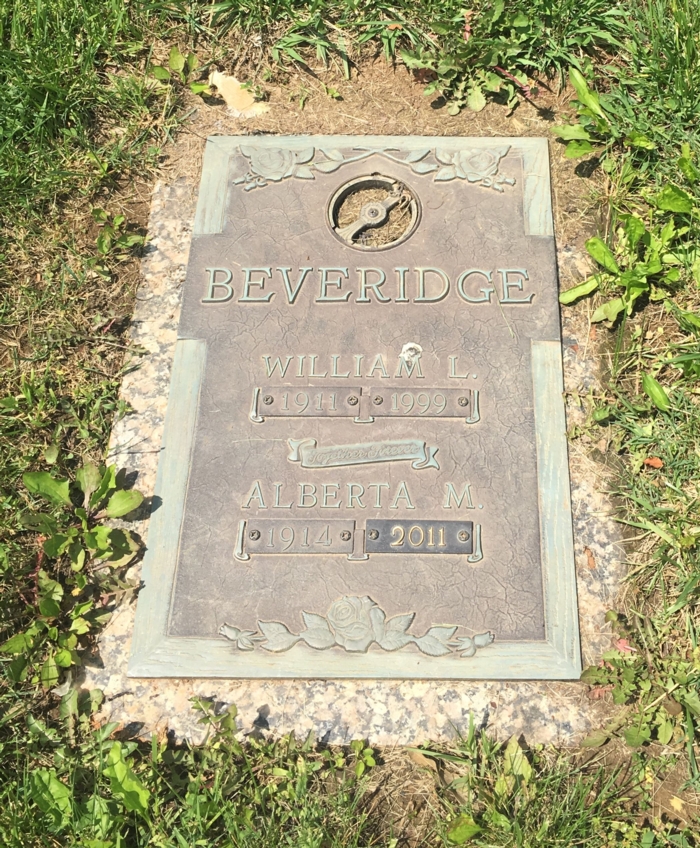 BEVERIDGE
WILLIAM L.
1911 1999
ALBERTA M.
1914 2011